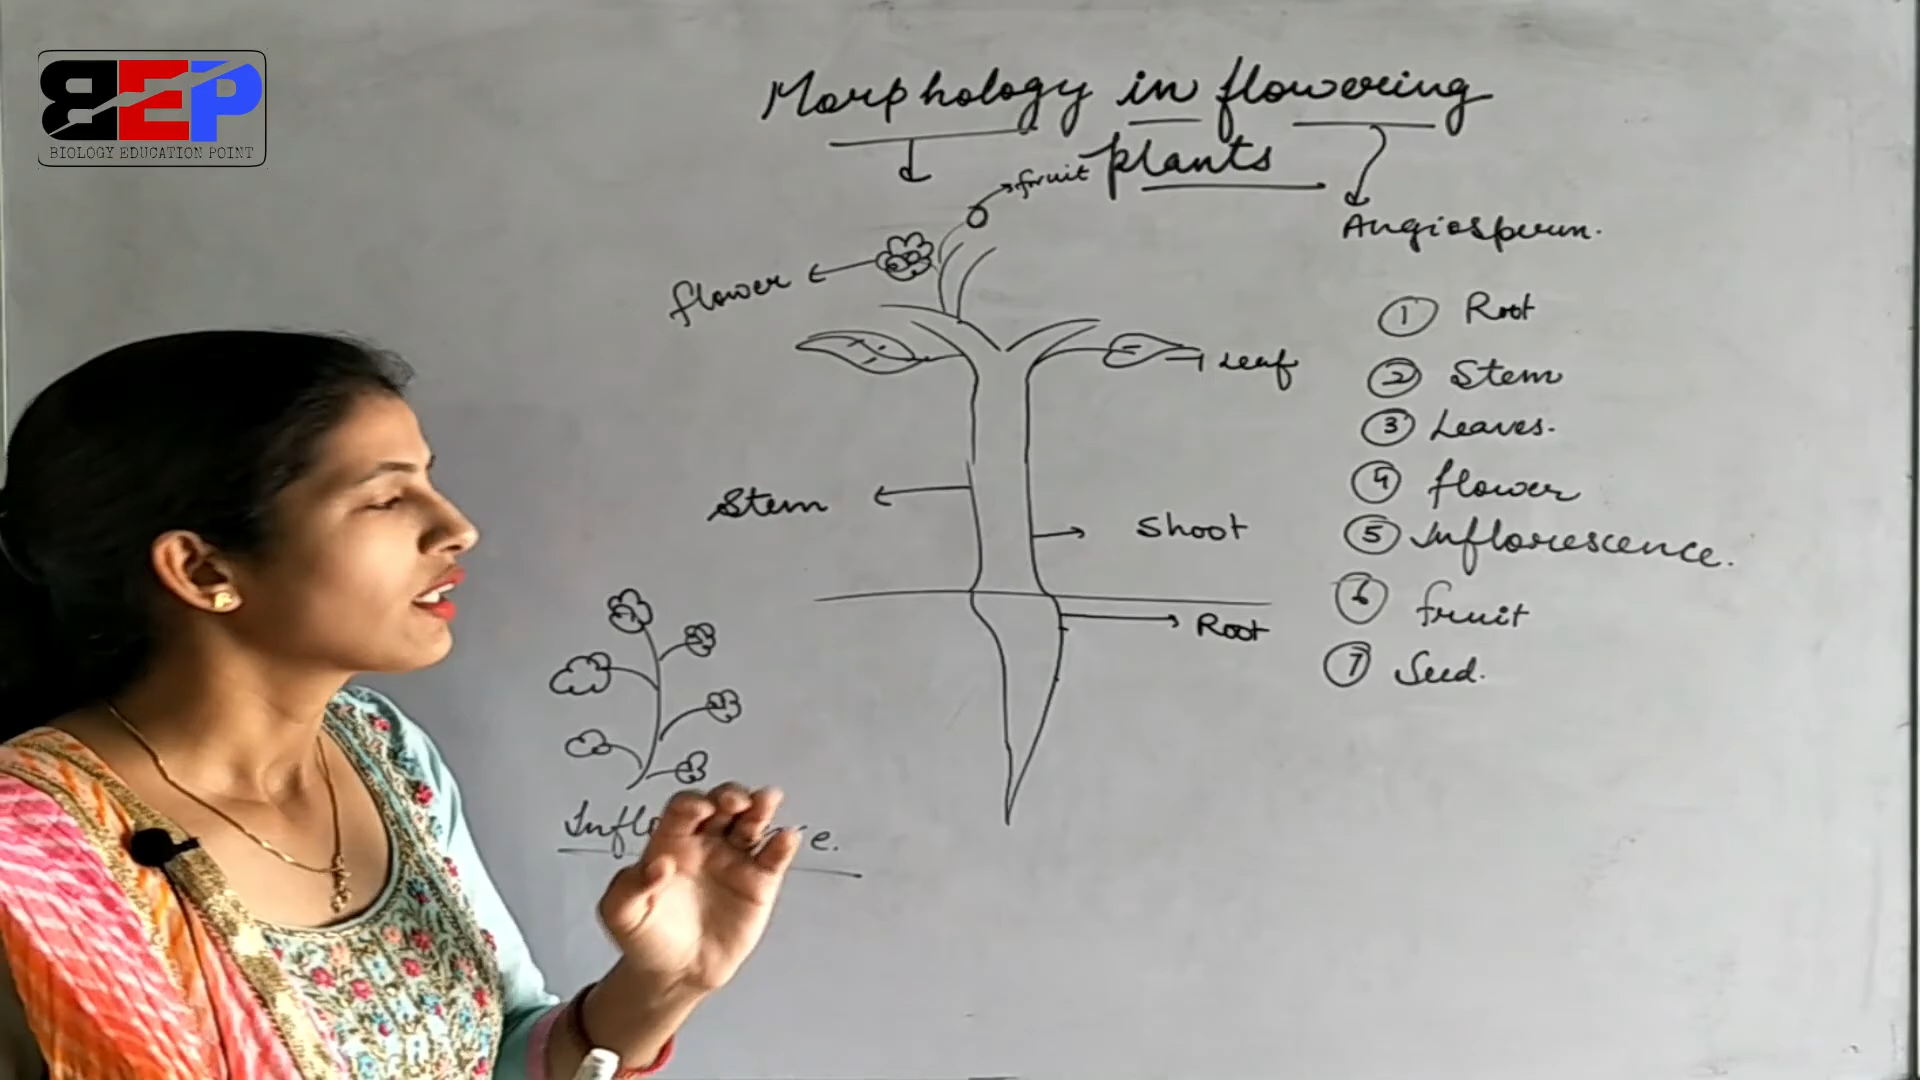 BEP
BIOLOGY EDUCATION POINT
Morphology in flowering
plants
fruit
Angiosperm.
flower
Leaf
Stem
Shoot
Root
1 Root
2 Stem
3 Leaves.
4 flower
5 Inflorescence.
6 fruit
7 Seed.